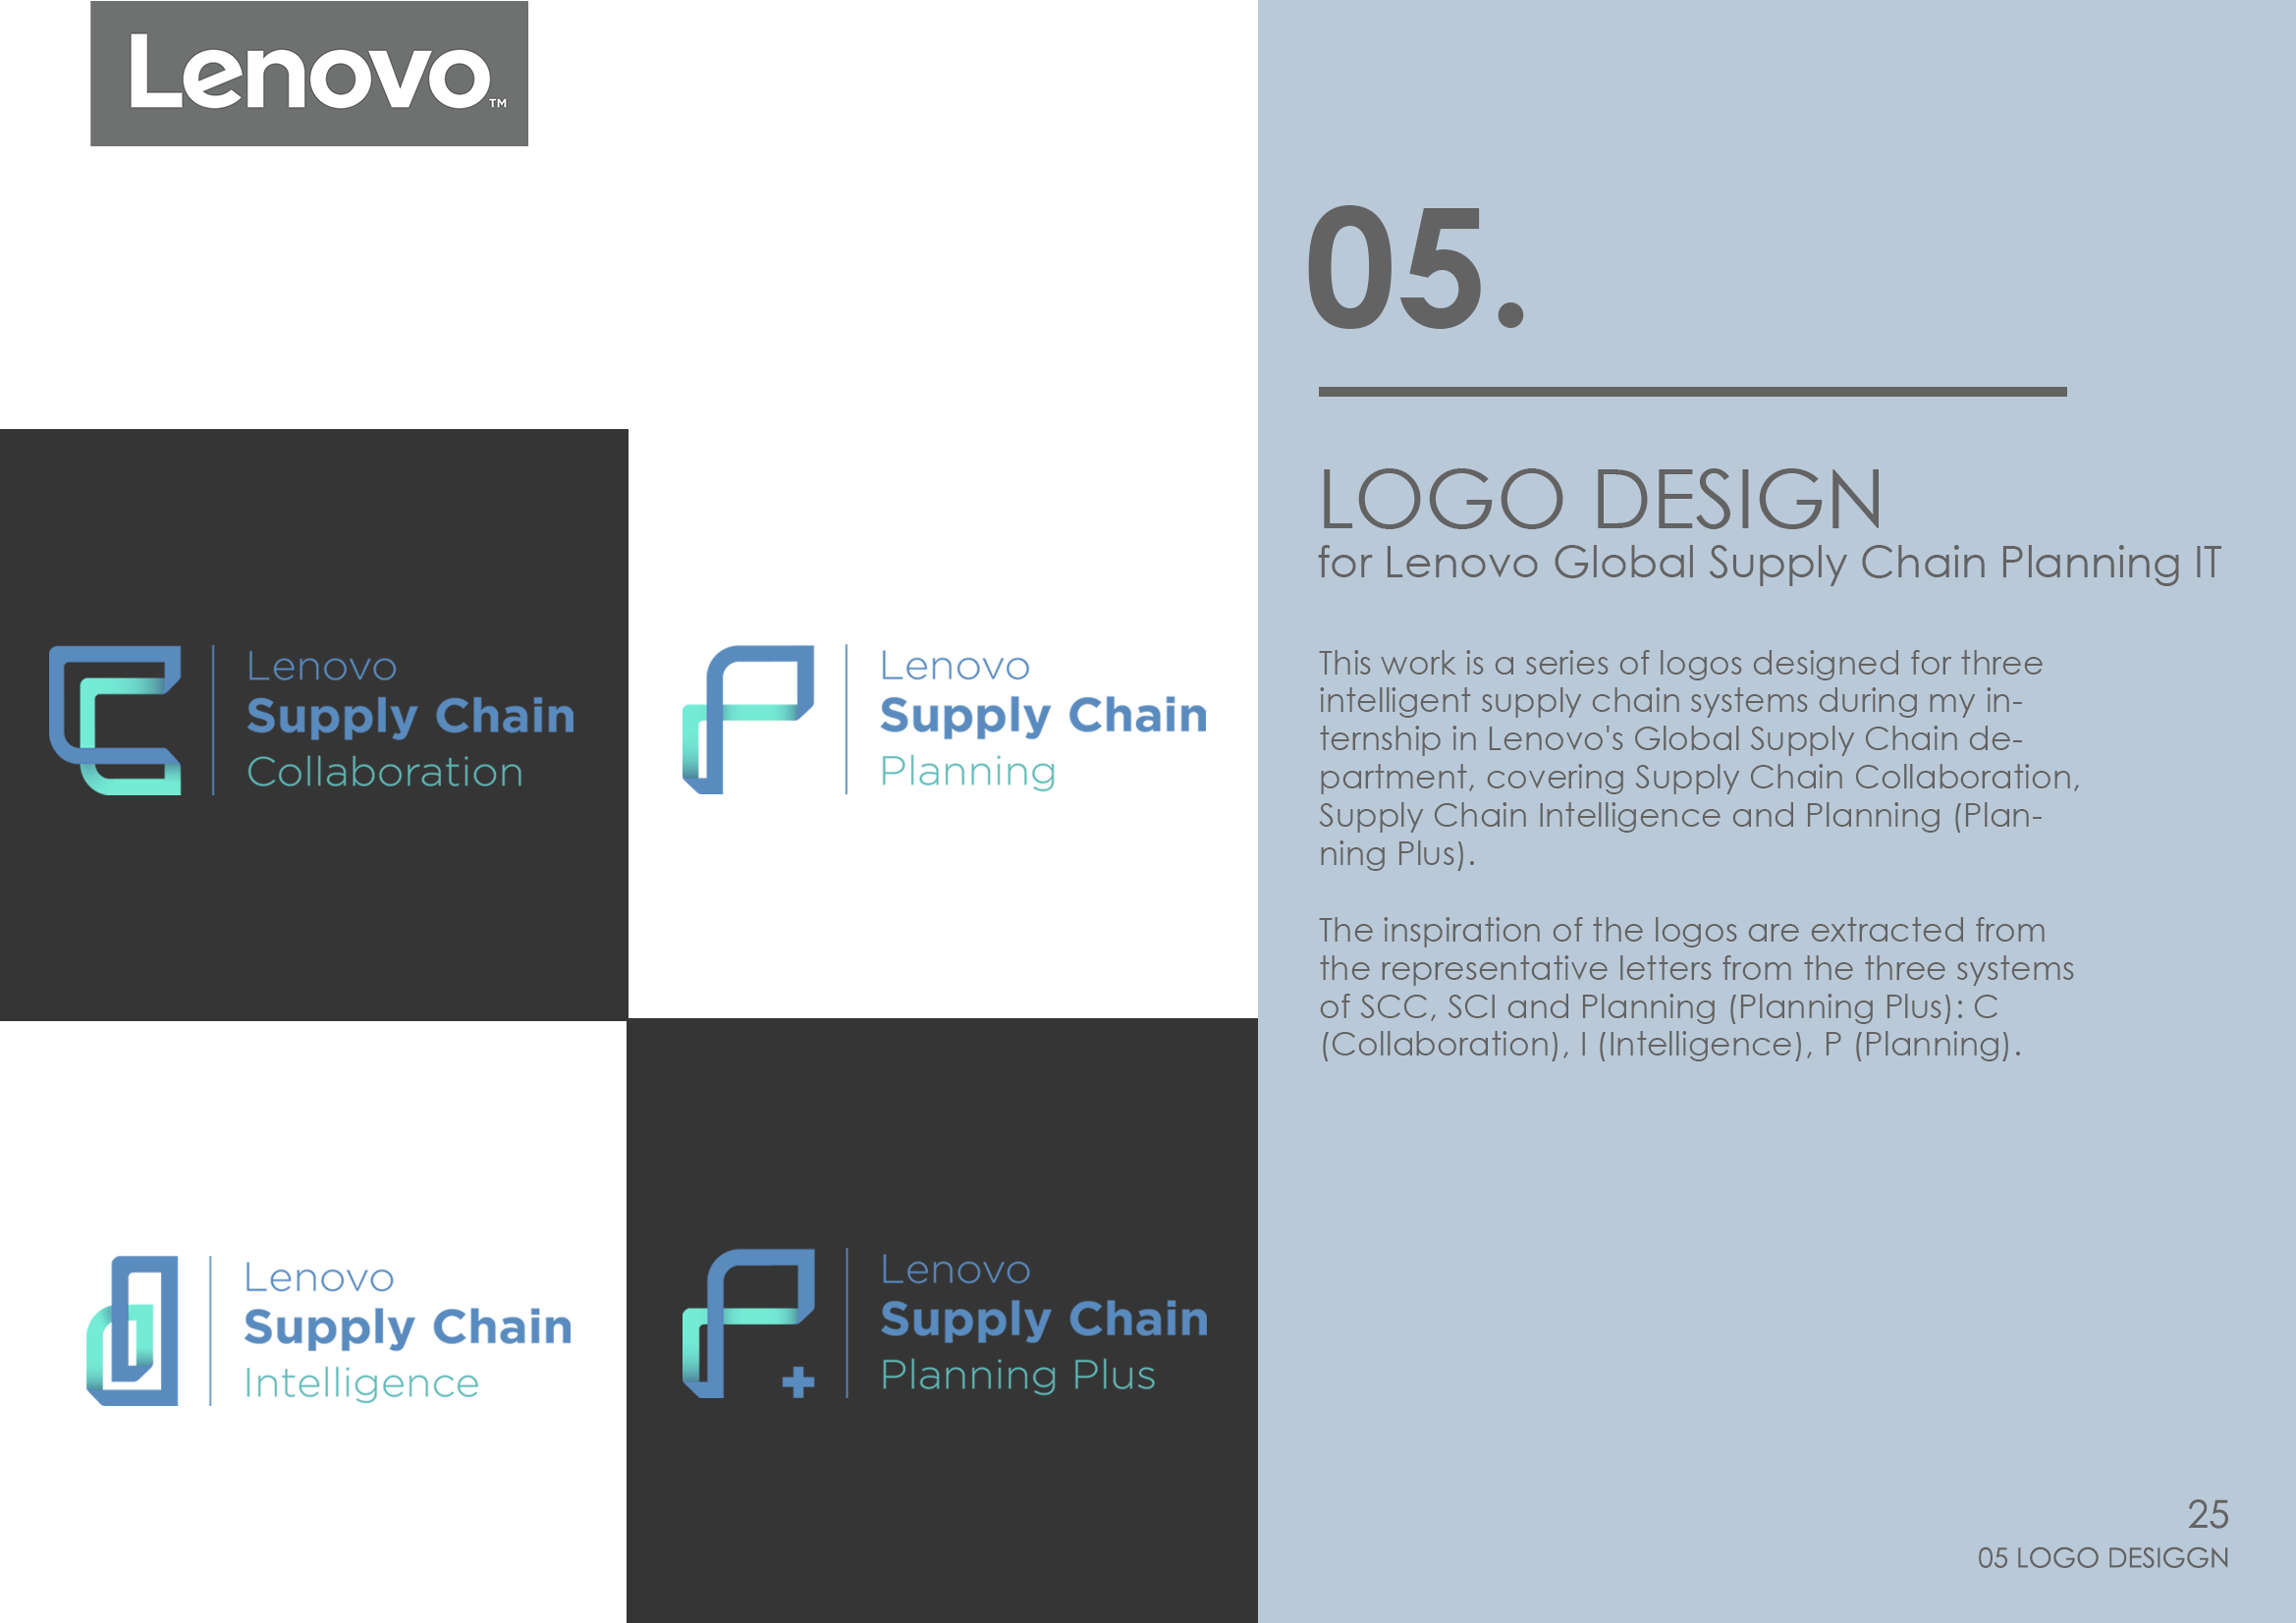 Lenovo™
Lenovo
Supply Chain
Collaboration
Lenovo
Supply Chain
Planning
Lenovo
Supply Chain
Intelligence
Lenovo
Supply Chain
Planning Plus
05.
LOGO DESIGN
for Lenovo Global Supply Chain Planning IT
This work is a series of logos designed for three
intelligent supply chain systems during my in-
ternship in Lenovo's Global Supply Chain de-
partment, covering Supply Chain Collaboration,
Supply Chain Intelligence and Planning (Plan-
ning Plus).
The inspiration of the logos are extracted from
the representative letters from the three systems
of SCC, SCI and Planning (Planning Plus): C
(Collaboration), I (Intelligence), P (Planning).
25
05 LOGO DESIGGN